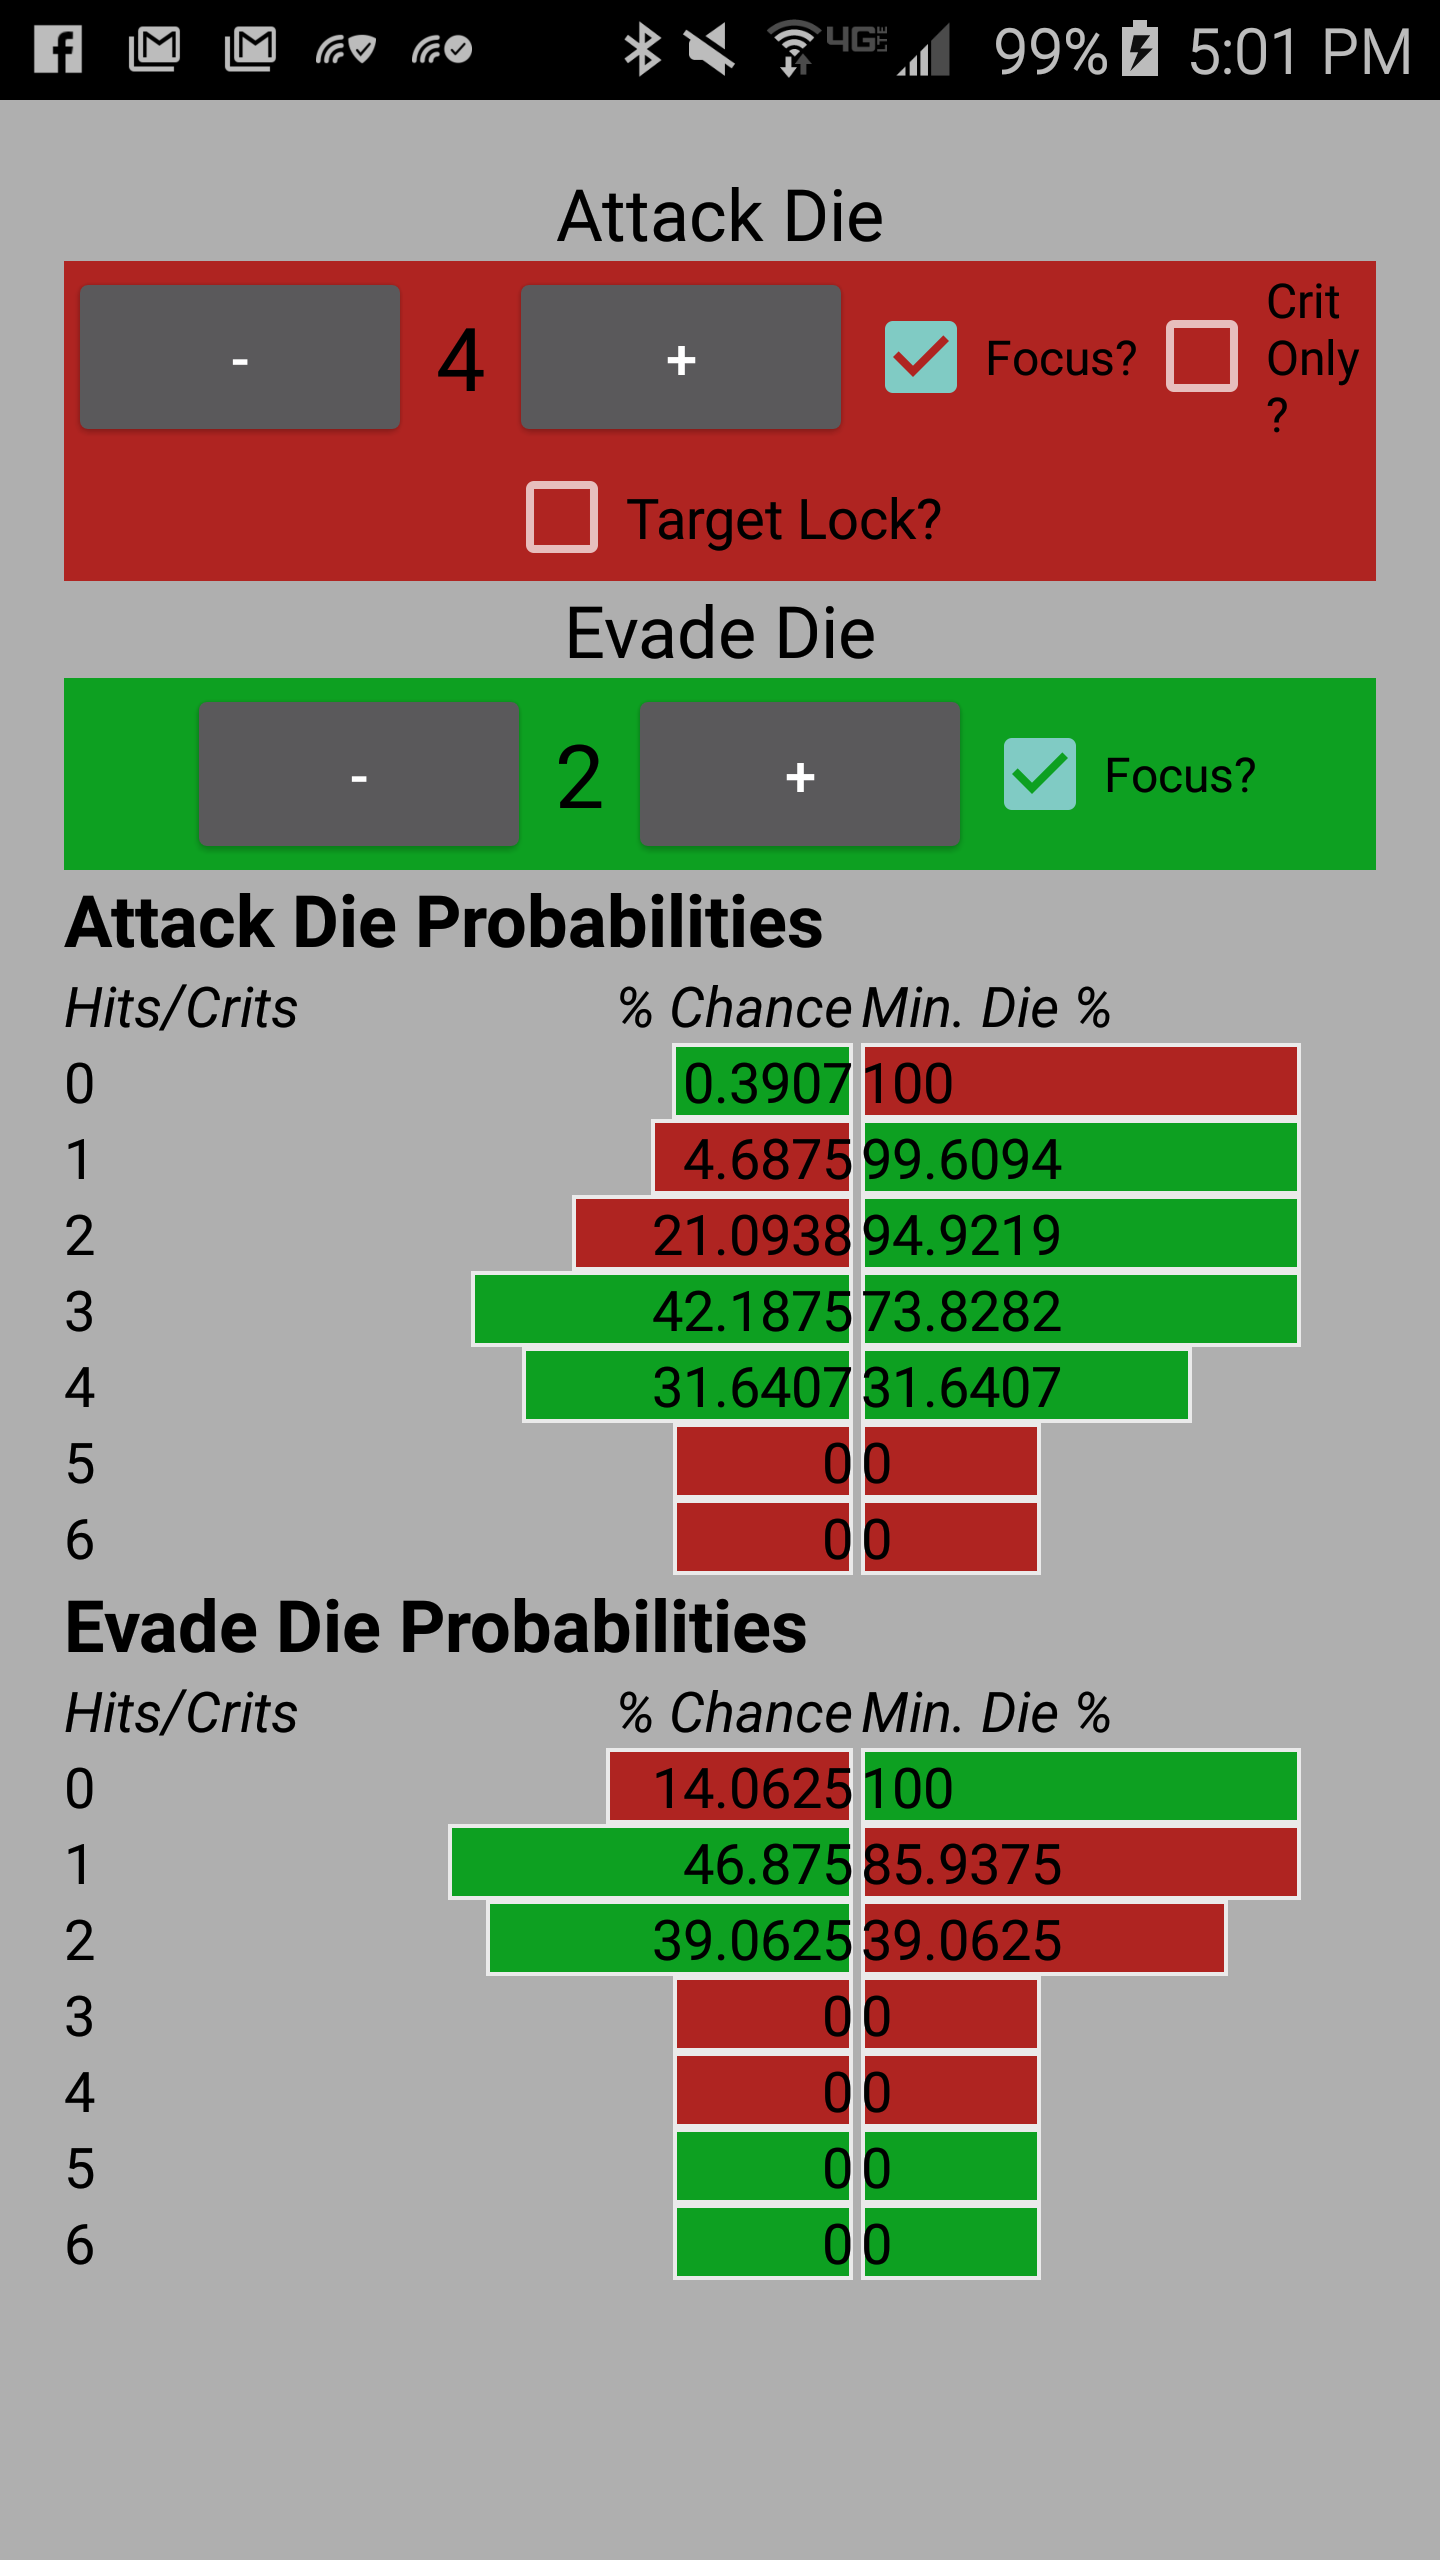 99% 5:01 PM
Attack Die
- 4 + Focus? Crit
Only
?
Target Lock?
Evade Die
- 2 + Focus?
Attack Die Probabilities
Hits/Crits % Chance Min. Die %
0 0.3907 100
1 4.6875 99.6094
2 21.0938 94.9219
3 42.1875 73.8282
4 31.6407 31.6407
5 0 0
6 0 0
Evade Die Probabilities
Hits/Crits % Chance Min. Die %
0 14.0625 100
1 46.875 85.9375
2 39.0625 39.0625
3 0 0
4 0 0
5 0 0
6 0 0